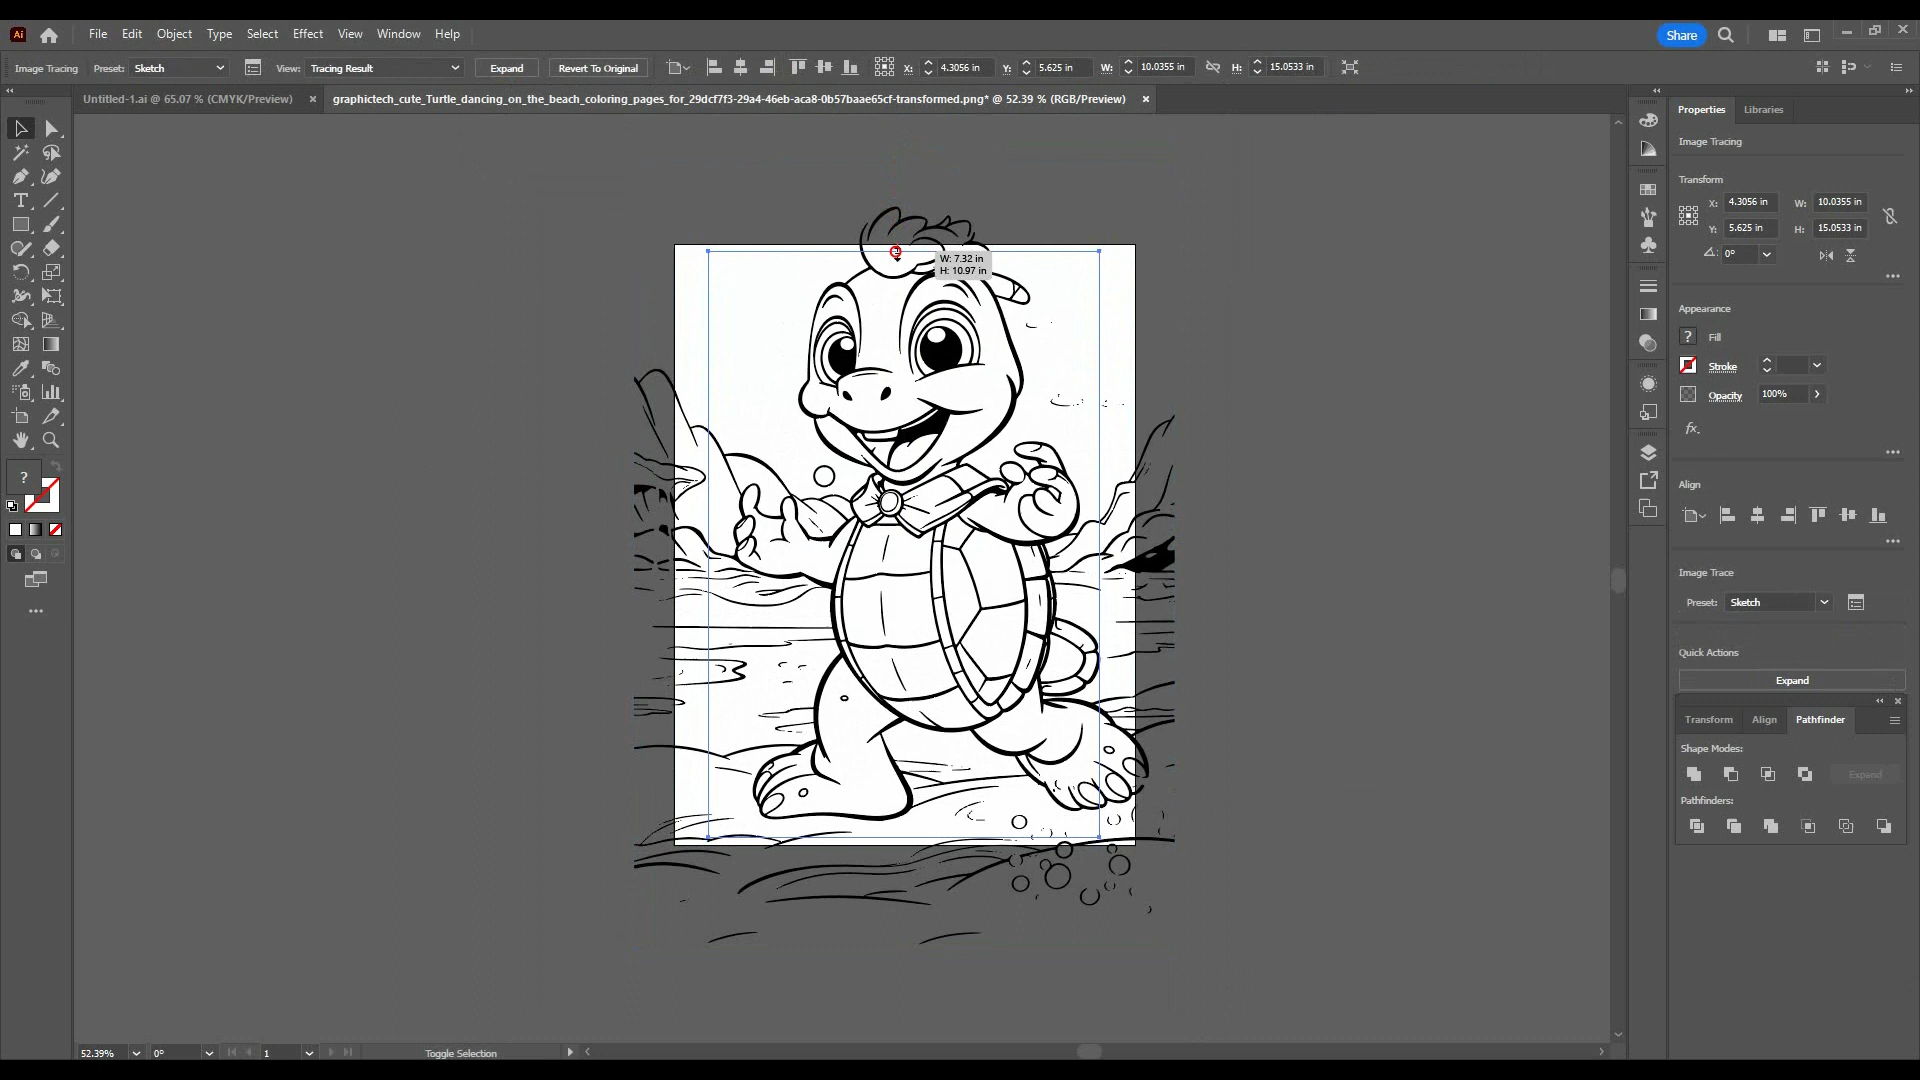 Ai File Edit Object Type Select Effect View Window Help Share
Image Tracing Preset: Sketch View: Tracing Result Expand Revert To Original X: 4.3056 in Y: 5.625 in W: 10.0355 in H: 15.0533 in
Untitled-1.ai @ 65.07 % (CMYK/Preview) × graphictech_cute_Turtle_dancing_on_the_beach_coloring_pages_for_29dcf7f3-29a4-46eb-aca8-0b57baae65cf-transformed.png* @ 52.39 % (RGB/Preview) ×
Properties Libraries
Image Tracing
Transform
X: 4.3056 in W: 10.0355 in
Y: 5.625 in H: 15.0533 in
0°
W: 7.32 in
H: 10.97 in
Appearance
? Fill
Stroke
Opacity 100%
fx.
Align
Image Trace
Preset: Sketch
Quick Actions
Expand
Transform Align Pathfinder
Shape Modes:
Expand
Pathfinders:
?
52.39% 0° 1 Toggle Selection